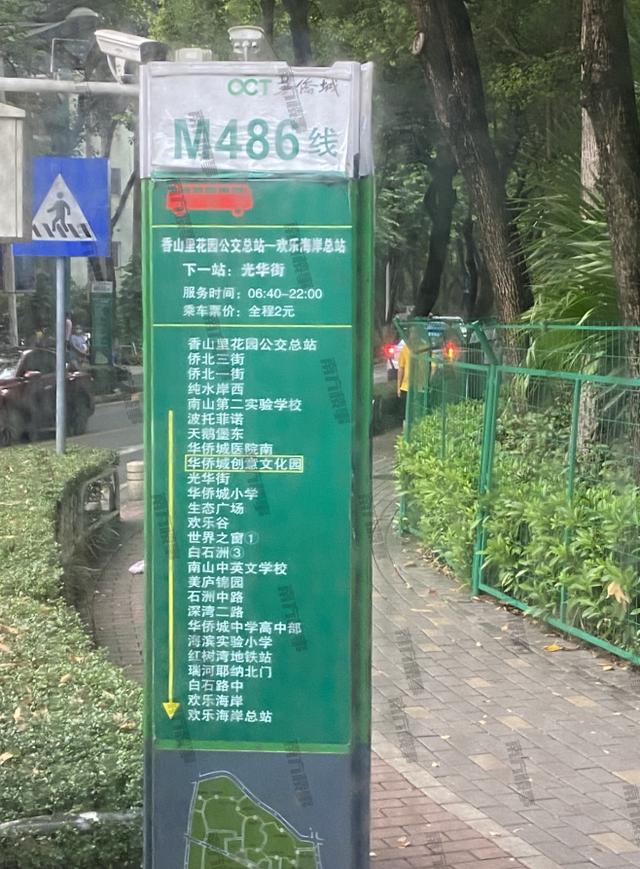 OCT 华侨城
M486线
香山里花园公交总站—欢乐海岸总站
下一站：光华街
服务时间：06:40–22:00
乘车票价：全程2元
香山里花园公交总站
侨北三街
侨北一街
纯水岸西
南山第二实验学校
波托菲诺
天鹅堡东
华侨城医院南
华侨城创意文化园
光华街
华侨城小学
生态广场
欢乐谷
世界之窗①
白石洲③
南山中英文学校
美庐锦园
石洲中路
深湾二路
华侨城中学高中部
海滨实验小学
红树湾地铁站
瑞河耶纳北门
白石路中
欢乐海岸
欢乐海岸总站